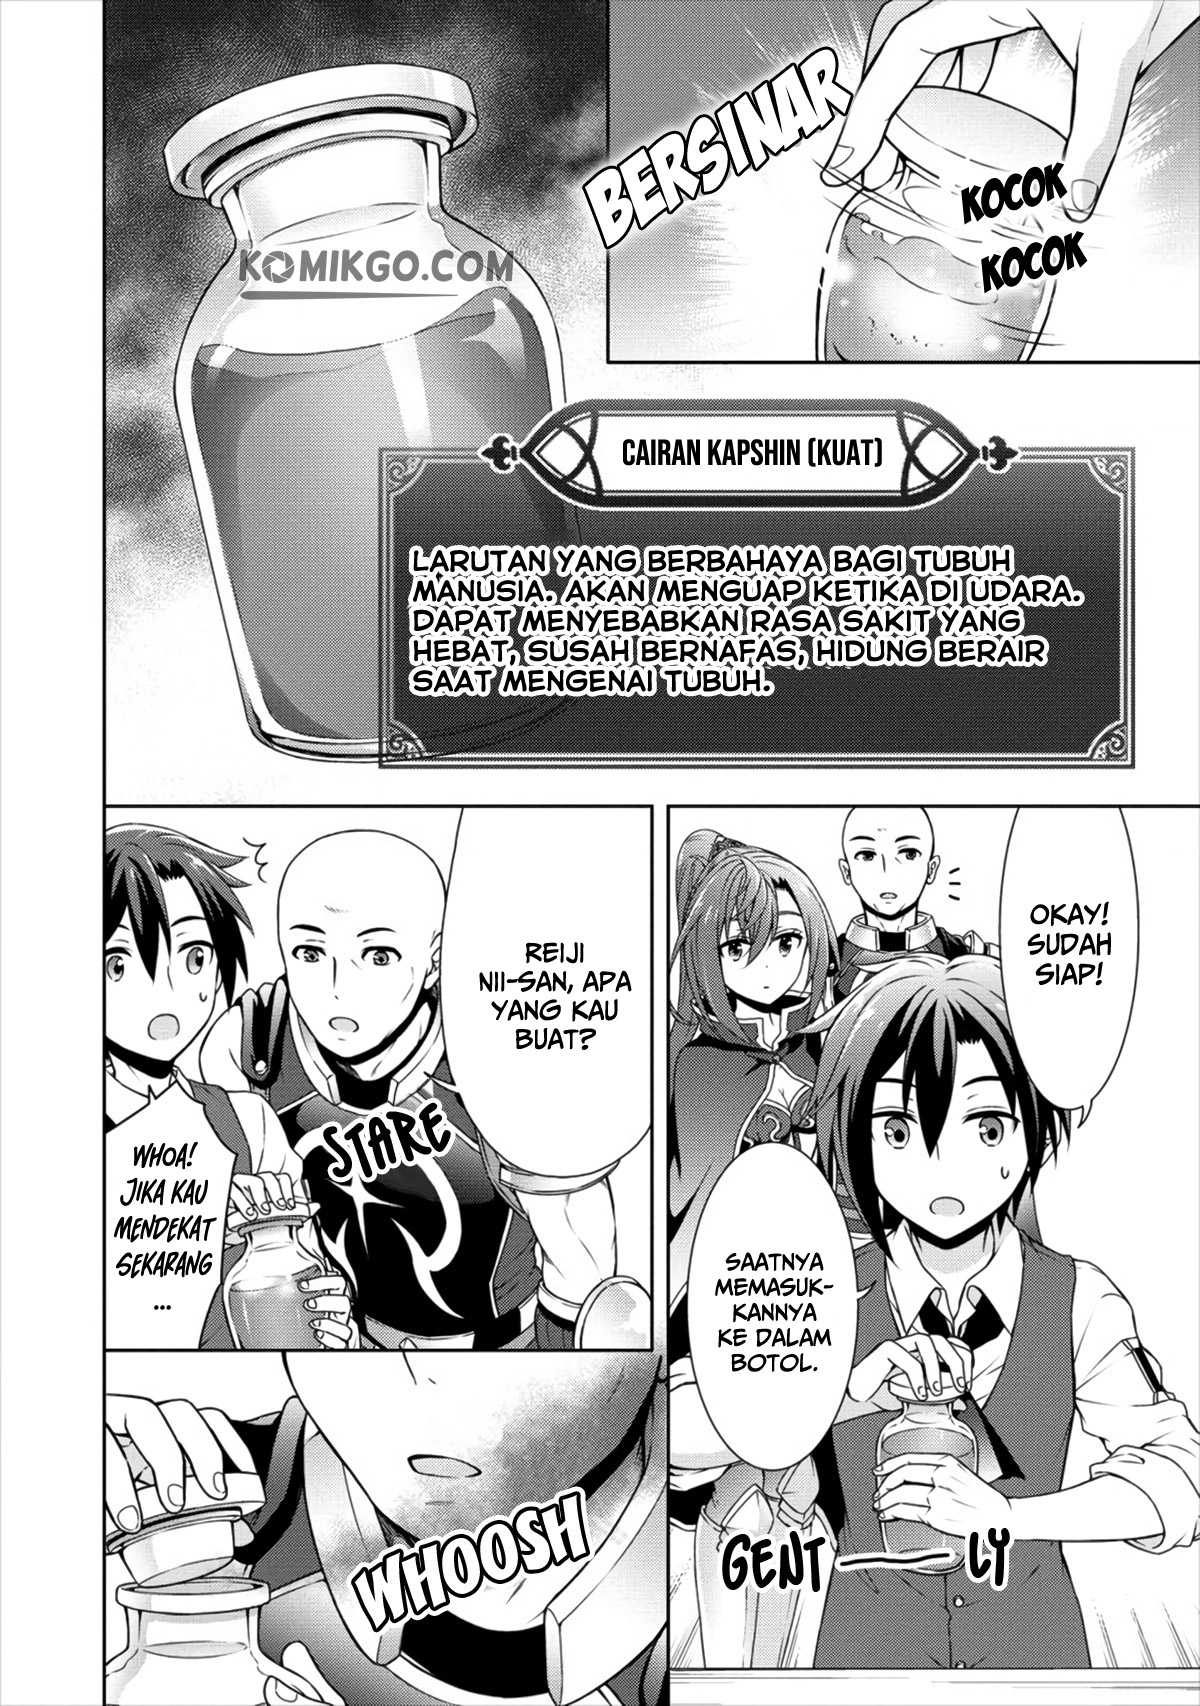 KOCOK
KOCOK
BERSINAR
KOMIKGO.COM
CAIRAN KAPSHIN (KUAT)
LARUTAN YANG BERBAHAYA BAGI TUBUH
MANUSIA. AKAN MENGUAP KETIKA DI UDARA.
DAPAT MENYEBABKAN RASA SAKIT YANG
HEBAT, SUSAH BERNAFAS, HIDUNG BERAIR
SAAT MENGENAI TUBUH.
OKAY!
SUDAH
SIAP!
SAATNYA
MEMASUK-
KANNYA
KE DALAM
BOTOL.
GENT LY
REIJI
NII-SAN, APA
YANG KAU
BUAT?
STARE
WHOA!
JIKA KAU
MENDEKAT
SEKARANG
...
WHOOSH